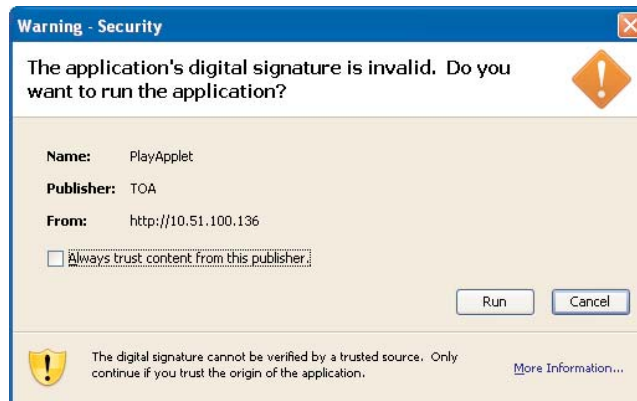 Warning - Security
The application's digital signature is invalid. Do you
want to run the application?
Name: PlayApplet
Publisher: TOA
From: http://10.51.100.136
Always trust content from this publisher.
Run Cancel
The digital signature cannot be verified by a trusted source. Only
continue if you trust the origin of the application.
More Information...